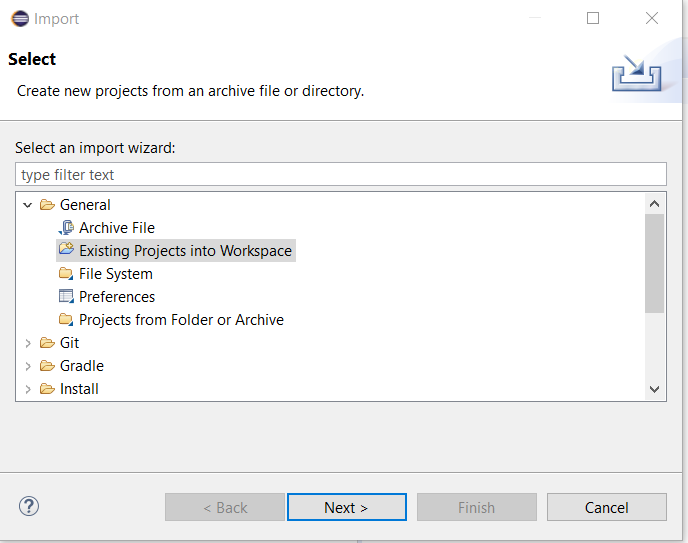 Import
Select
Create new projects from an archive file or directory.
Select an import wizard:
type filter text
General
Archive File
Existing Projects into Workspace
File System
Preferences
Projects from Folder or Archive
Git
Gradle
Install
?
< Back
Next >
Finish
Cancel